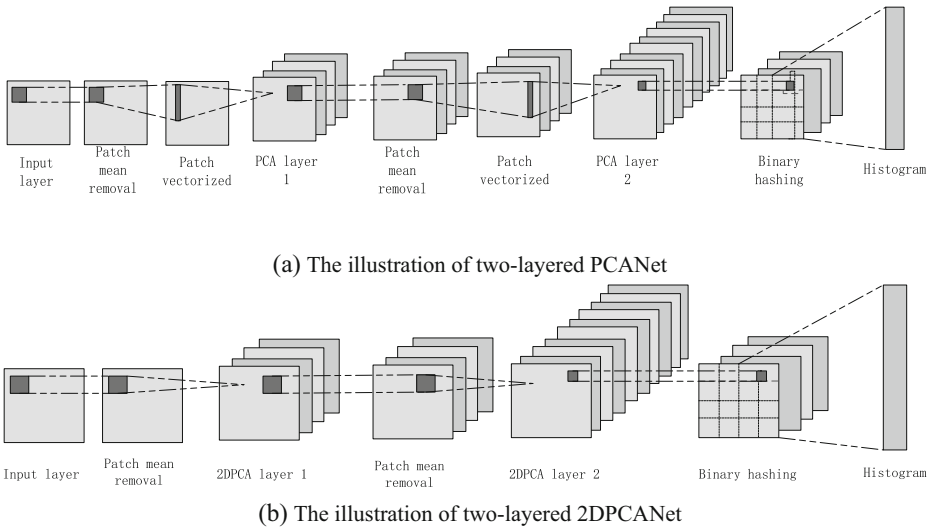 Input
layer
Patch
mean
removal
Patch
vectorized
PCA layer
1
Patch
mean
removal
Patch
vectorized
PCA layer
2
Binary
hashing
Histogram
(a) The illustration of two-layered PCANet
Input layer
Patch mean
removal
2DPCA layer 1
Patch mean
removal
2DPCA layer 2
Binary hashing
Histogram
(b) The illustration of two-layered 2DPCANet